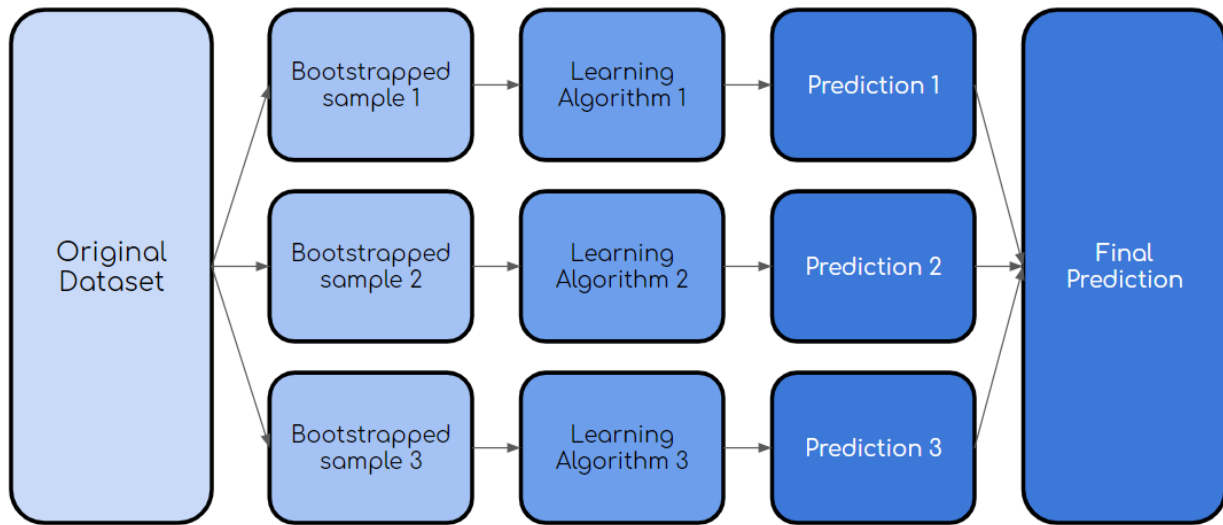 Original
Dataset
Bootstrapped
sample 1
Learning
Algorithm 1
Prediction 1
Bootstrapped
sample 2
Learning
Algorithm 2
Prediction 2
Bootstrapped
sample 3
Learning
Algorithm 3
Prediction 3
Final
Prediction